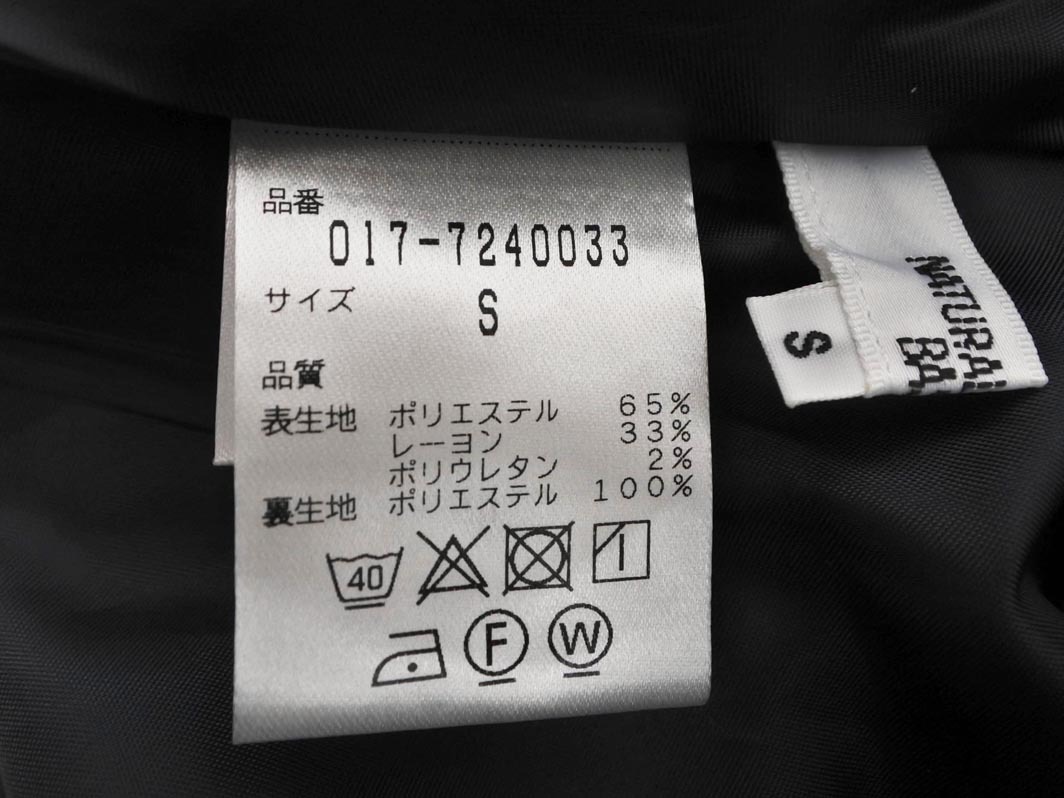 品番
017-7240033
サイズ
S
品質
表生地 ポリエステル 65%
レーヨン 33%
ポリウレタン 2%
裏生地 ポリエステル 100%
40
F W
S